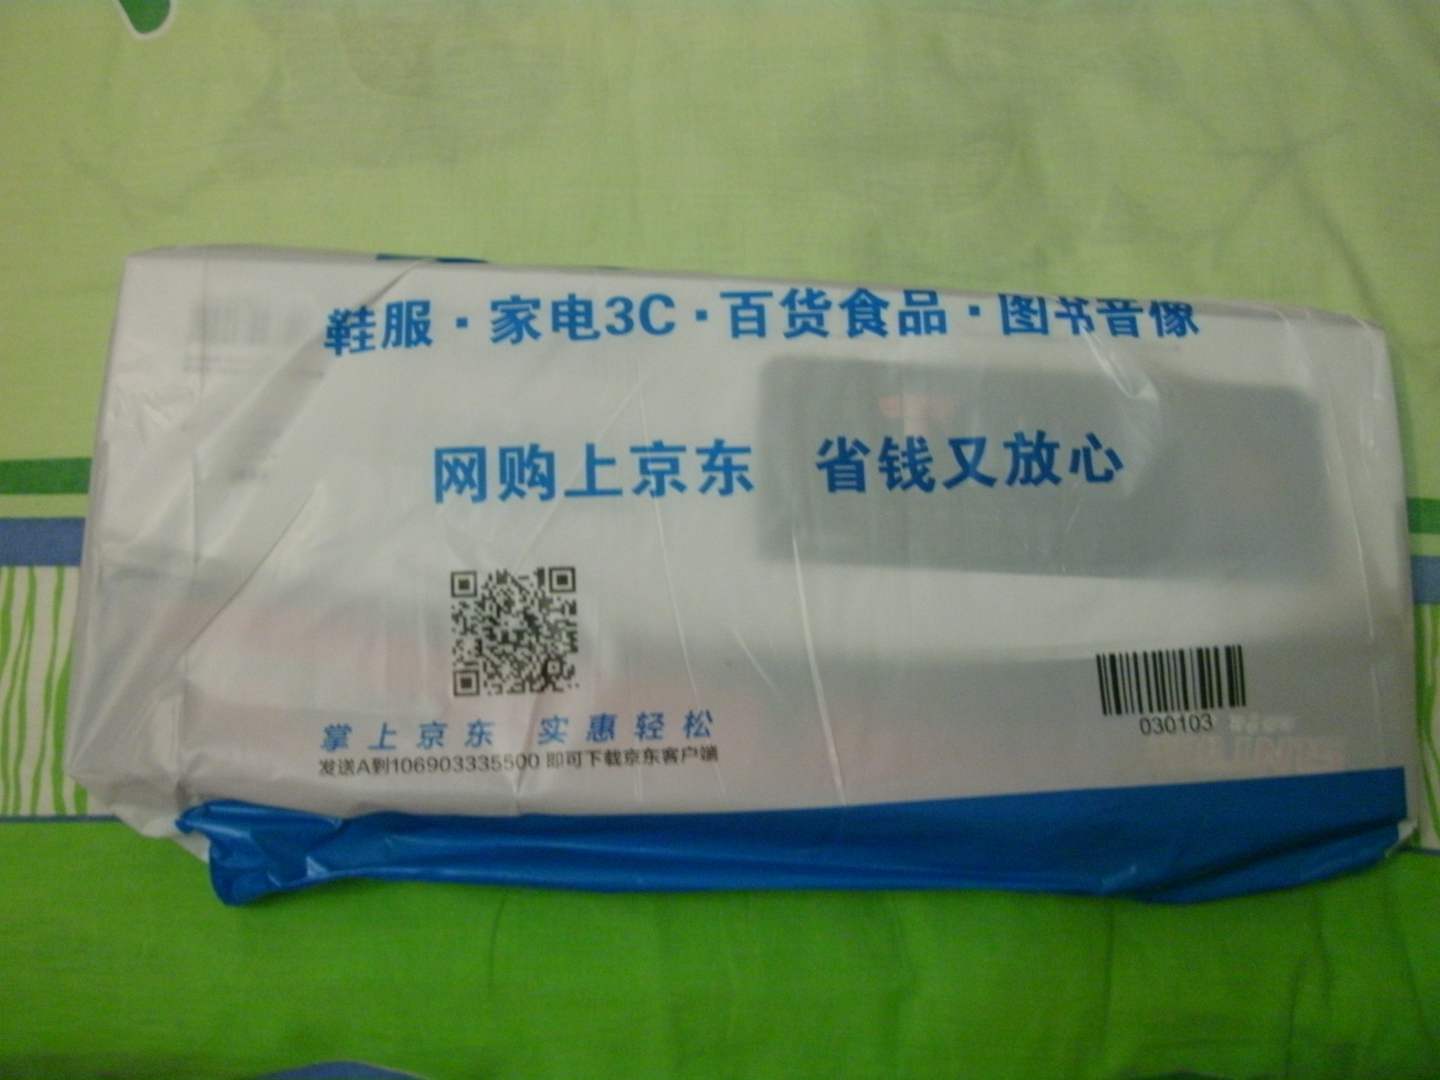 鞋服·家电3C·百货食品·图书音像
网购上京东 省钱又放心
掌上京东 实惠轻松
发送A到106903335500 即可下载京东客户端
030103